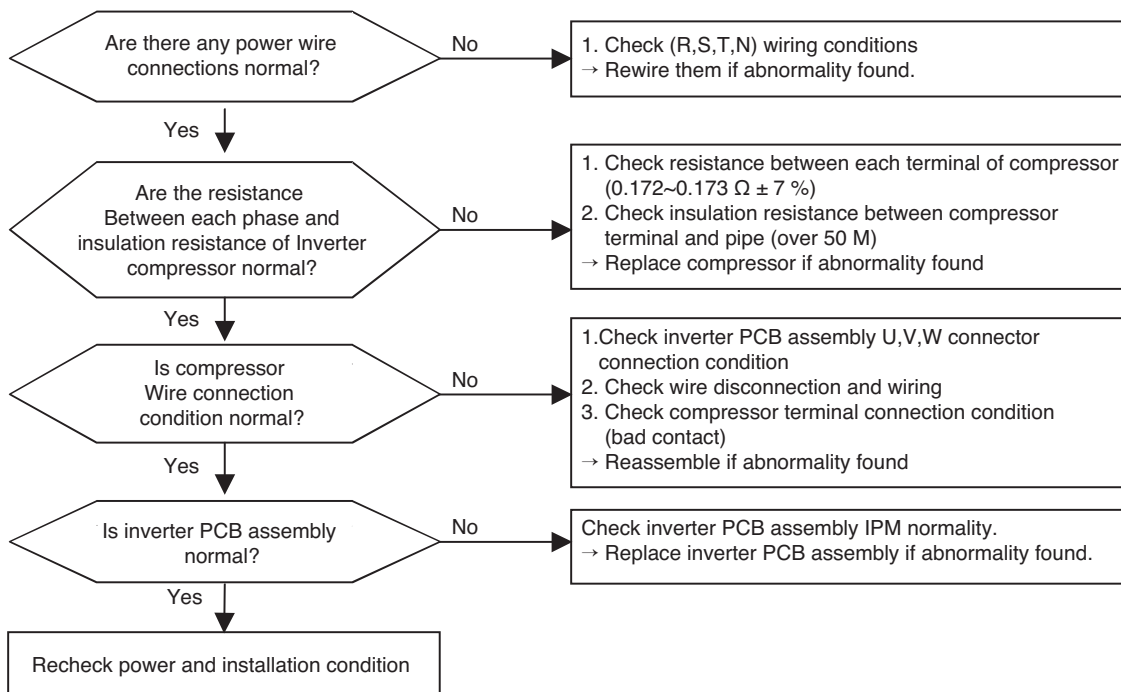 Are there any power wire
connections normal?
No
1. Check (R,S,T,N) wiring conditions
→ Rewire them if abnormality found.
Yes
Are the resistance
Between each phase and
insulation resistance of Inverter
compressor normal?
No
1. Check resistance between each terminal of compressor
(0.172~0.173 Ω ± 7 %)
2. Check insulation resistance between compressor
terminal and pipe (over 50 M)
→ Replace compressor if abnormality found
Yes
Is compressor
Wire connection
condition normal?
No
1.Check inverter PCB assembly U,V,W connector
connection condition
2. Check wire disconnection and wiring
3. Check compressor terminal connection condition
(bad contact)
→ Reassemble if abnormality found
Yes
Is inverter PCB assembly
normal?
No
Check inverter PCB assembly IPM normality.
→ Replace inverter PCB assembly if abnormality found.
Yes
Recheck power and installation condition